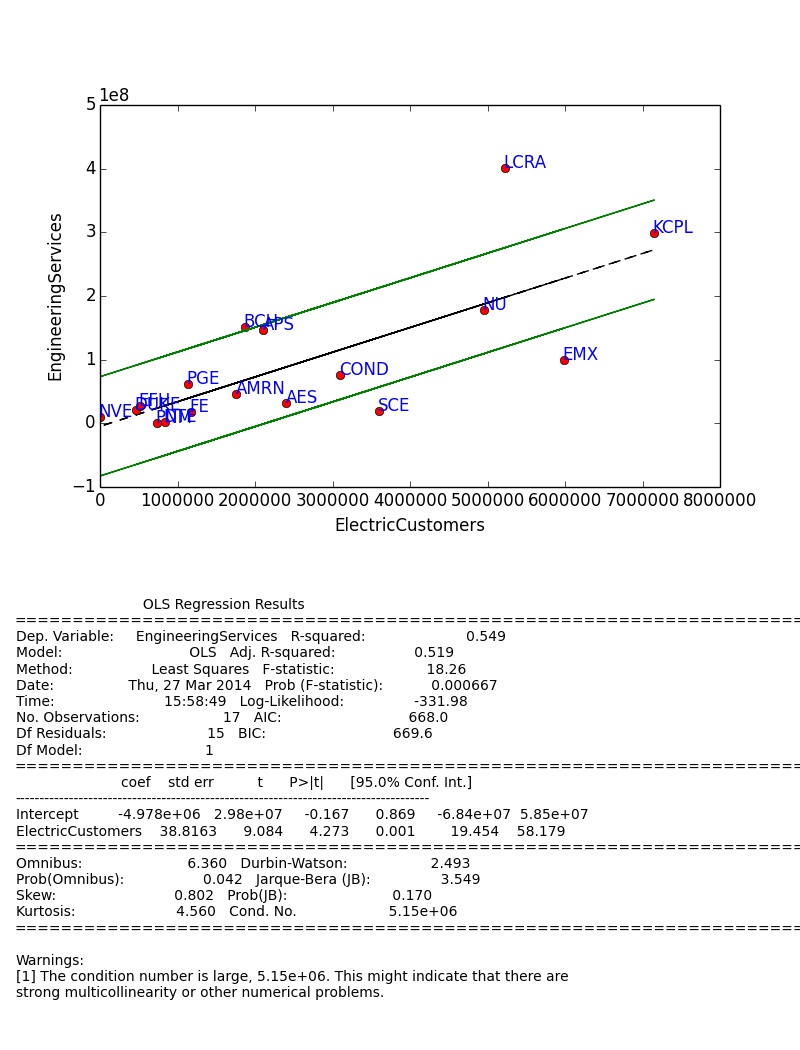 1e8
5
4
3
2
1
0
−1
EngineeringServices
LCRA
KCPL
NU
BCH
APS
EMX
COND
PGE
AMRN
AES
SCE
NVE
DUKE
FE
PNM
0 1000000 2000000 3000000 4000000 5000000 6000000 7000000 8000000
ElectricCustomers
OLS Regression Results
==============================================================================
Dep. Variable: EngineeringServices R-squared: 0.549
Model: OLS Adj. R-squared: 0.519
Method: Least Squares F-statistic: 18.26
Date: Thu, 27 Mar 2014 Prob (F-statistic): 0.000667
Time: 15:58:49 Log-Likelihood: -331.98
No. Observations: 17 AIC: 668.0
Df Residuals: 15 BIC: 669.6
Df Model: 1
==============================================================================
coef std err t P>|t| [95.0% Conf. Int.]
------------------------------------------------------------------------------
Intercept -4.978e+06 2.98e+07 -0.167 0.869 -6.84e+07 5.85e+07
ElectricCustomers 38.8163 9.084 4.273 0.001 19.454 58.179
==============================================================================
Omnibus: 6.360 Durbin-Watson: 2.493
Prob(Omnibus): 0.042 Jarque-Bera (JB): 3.549
Skew: 0.802 Prob(JB): 0.170
Kurtosis: 4.560 Cond. No. 5.15e+06
==============================================================================
Warnings:
[1] The condition number is large, 5.15e+06. This might indicate that there are
strong multicollinearity or other numerical problems.